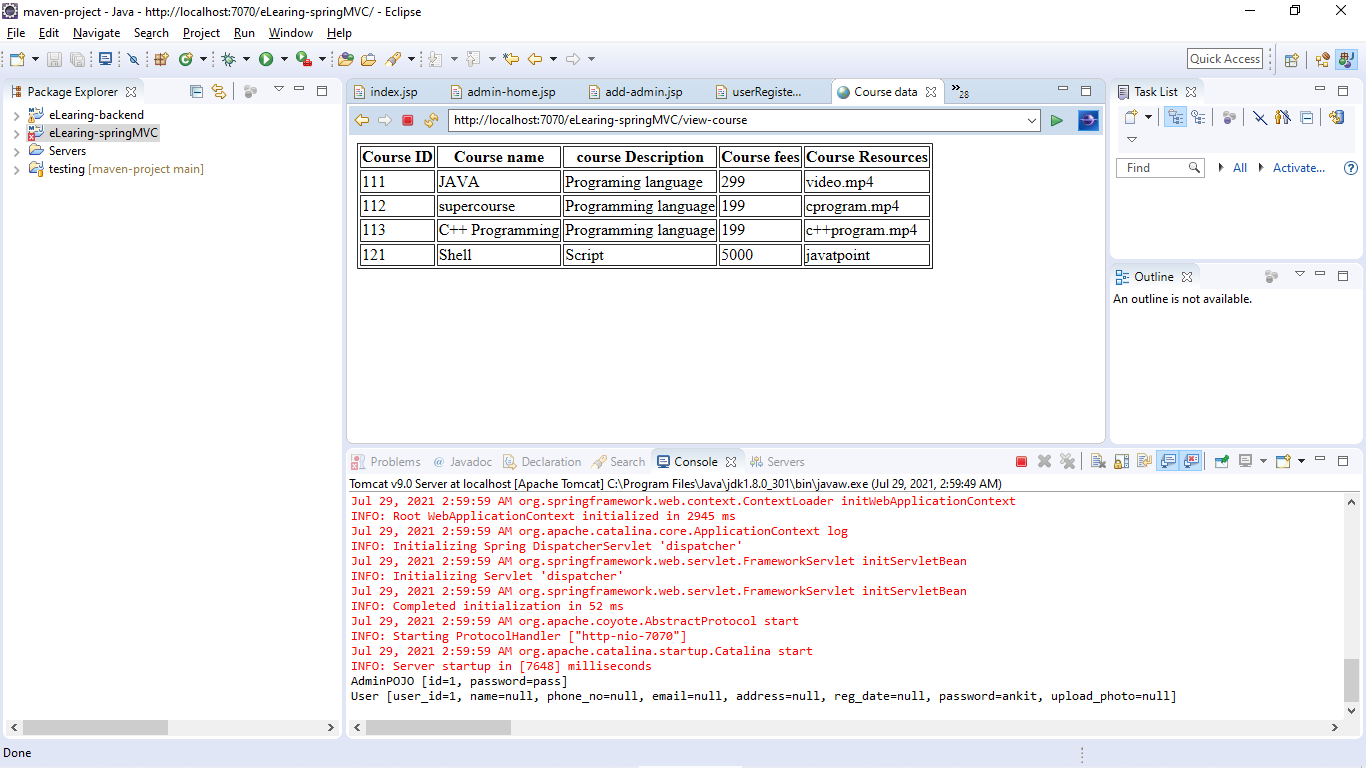 maven-project - Java - http://localhost:7070/eLearing-springMVC/ - Eclipse
File Edit Navigate Search Project Run Window Help
Quick Access
Package Explorer
eLearing-backend
eLearing-springMVC
Servers
testing [maven-project main]
index.jsp admin-home.jsp add-admin.jsp userRegiste... Course data »28
http://localhost:7070/eLearing-springMVC/view-course
Course ID Course name course Description Course fees Course Resources
111 JAVA Programing language 299 video.mp4
112 supercourse Programming language 199 cprogram.mp4
113 C++ Programming Programming language 199 c++program.mp4
121 Shell Script 5000 javatpoint
Task List
Find All Activate...
Outline
An outline is not available.
Problems @ Javadoc Declaration Search Console Servers
Tomcat v9.0 Server at localhost [Apache Tomcat] C:\Program Files\Java\jdk1.8.0_301\bin\javaw.exe (Jul 29, 2021, 2:59:49 AM)
Jul 29, 2021 2:59:59 AM org.springframework.web.context.ContextLoader initWebApplicationContext
INFO: Root WebApplicationContext initialized in 2945 ms
Jul 29, 2021 2:59:59 AM org.apache.catalina.core.ApplicationContext log
INFO: Initializing Spring DispatcherServlet 'dispatcher'
Jul 29, 2021 2:59:59 AM org.springframework.web.servlet.FrameworkServlet initServletBean
INFO: Initializing Servlet 'dispatcher'
Jul 29, 2021 2:59:59 AM org.springframework.web.servlet.FrameworkServlet initServletBean
INFO: Completed initialization in 52 ms
Jul 29, 2021 2:59:59 AM org.apache.coyote.AbstractProtocol start
INFO: Starting ProtocolHandler ["http-nio-7070"]
Jul 29, 2021 2:59:59 AM org.apache.catalina.startup.Catalina start
INFO: Server startup in [7648] milliseconds
AdminPOJO [id=1, password=pass]
User [user_id=1, name=null, phone_no=null, email=null, address=null, reg_date=null, password=ankit, upload_photo=null]
Done